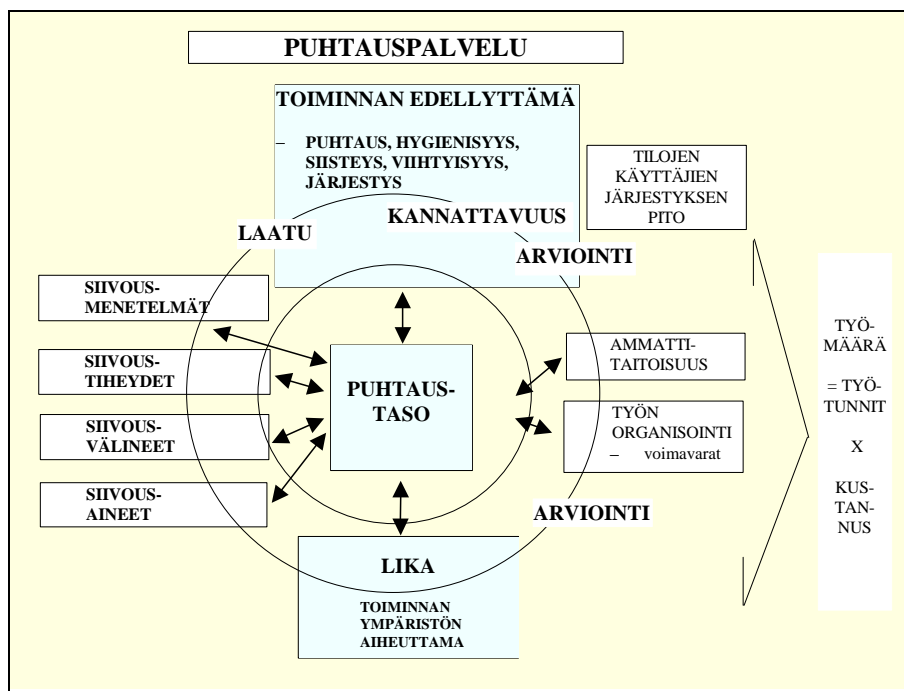 PUHTAUSPALVELU
TOIMINNAN EDELLYTTÄMÄ
– PUHTAUS, HYGIENISYYS,
SIISTEYS, VIIHTYISYYS,
JÄRJESTYS
TILOJEN
KÄYTTÄJIEN
JÄRJESTYKSEN
PITO
KANNATTAVUUS
LAATU
ARVIOINTI
SIIVOUS-
MENETELMÄT
SIIVOUS-
TIHEYDET
SIIVOUS-
VÄLINEET
SIIVOUS-
AINEET
PUHTAUS-
TASO
AMMATTI-
TAITOISUUS
TYÖN
ORGANISOINTI
– voimavarat
ARVIOINTI
LIKA
TOIMINNAN
YMPÄRISTÖN
AIHEUTTAMA
TYÖ-
MÄÄRÄ
= TYÖ-
TUNNIT
X
KUS-
TAN-
NUS